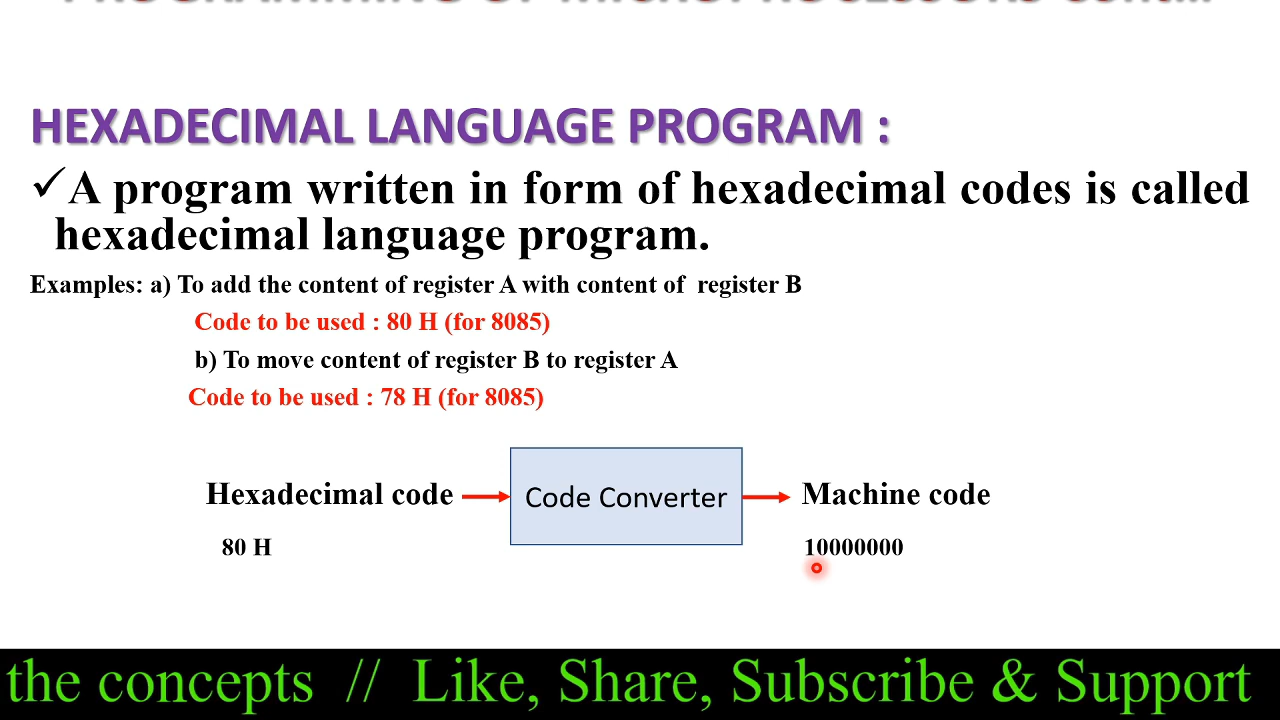 HEXADECIMAL LANGUAGE PROGRAM :
✓A program written in form of hexadecimal codes is called
hexadecimal language program.
Examples: a) To add the content of register A with content of register B
Code to be used : 80 H (for 8085)
b) To move content of register B to register A
Code to be used : 78 H (for 8085)
Hexadecimal code
Code Converter
Machine code
80 H
10000000
the concepts // Like, Share, Subscribe & Support